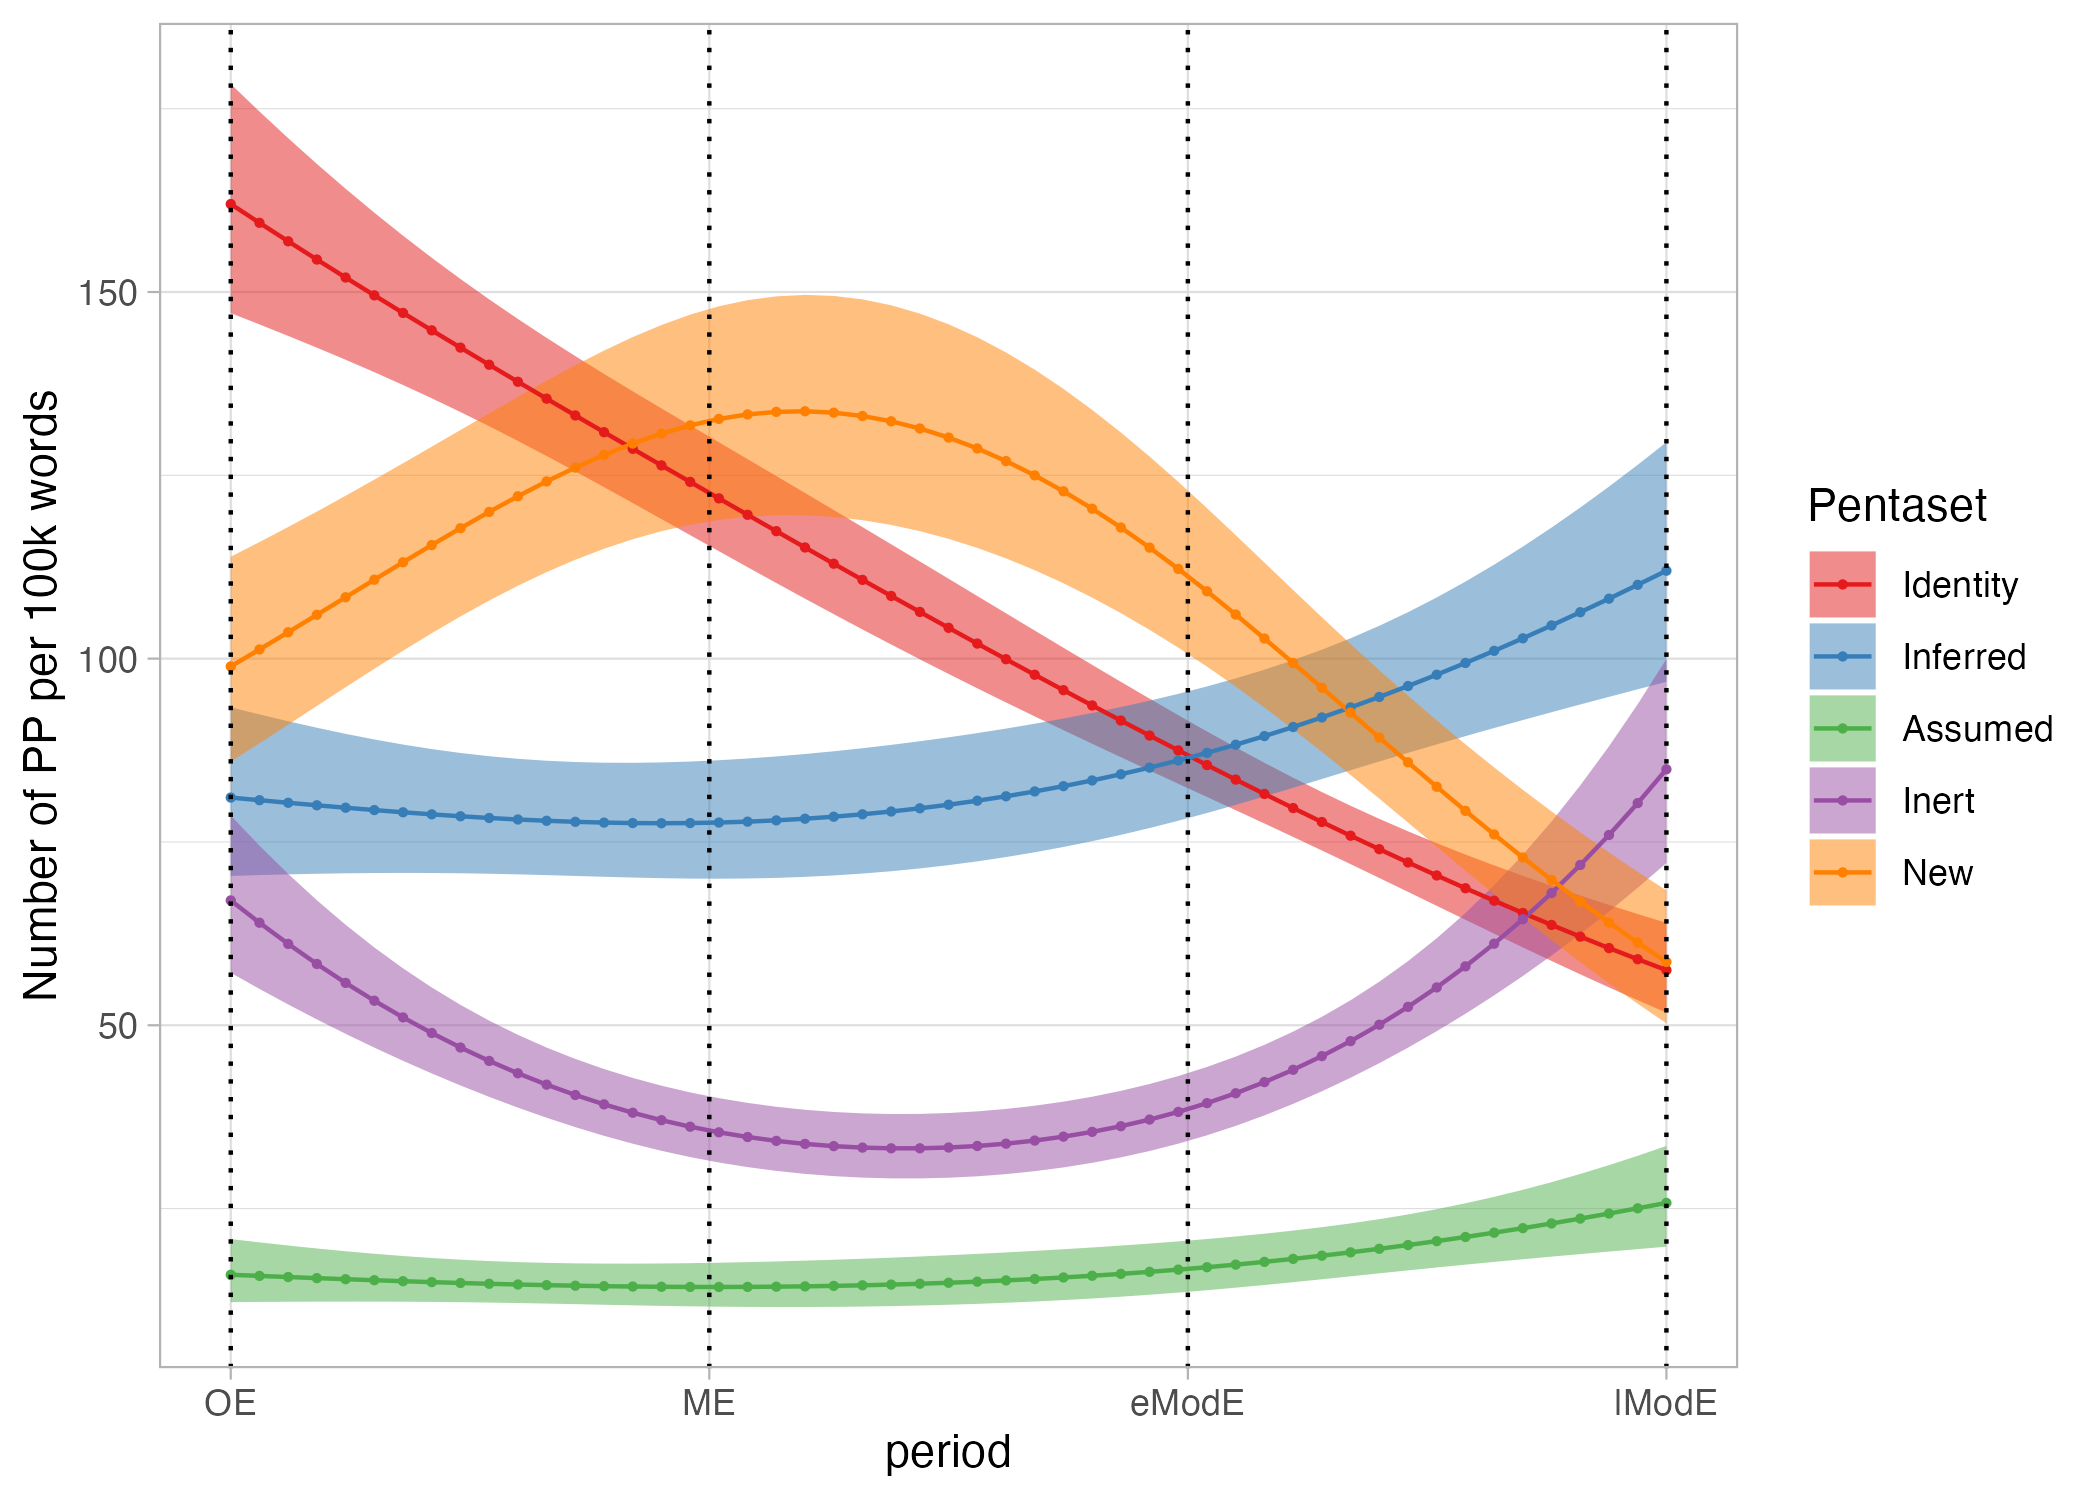 Number of PP per 100k words
150
100
50
OE
ME
eModE
lModE
period
Pentaset
Identity
Inferred
Assumed
Inert
New